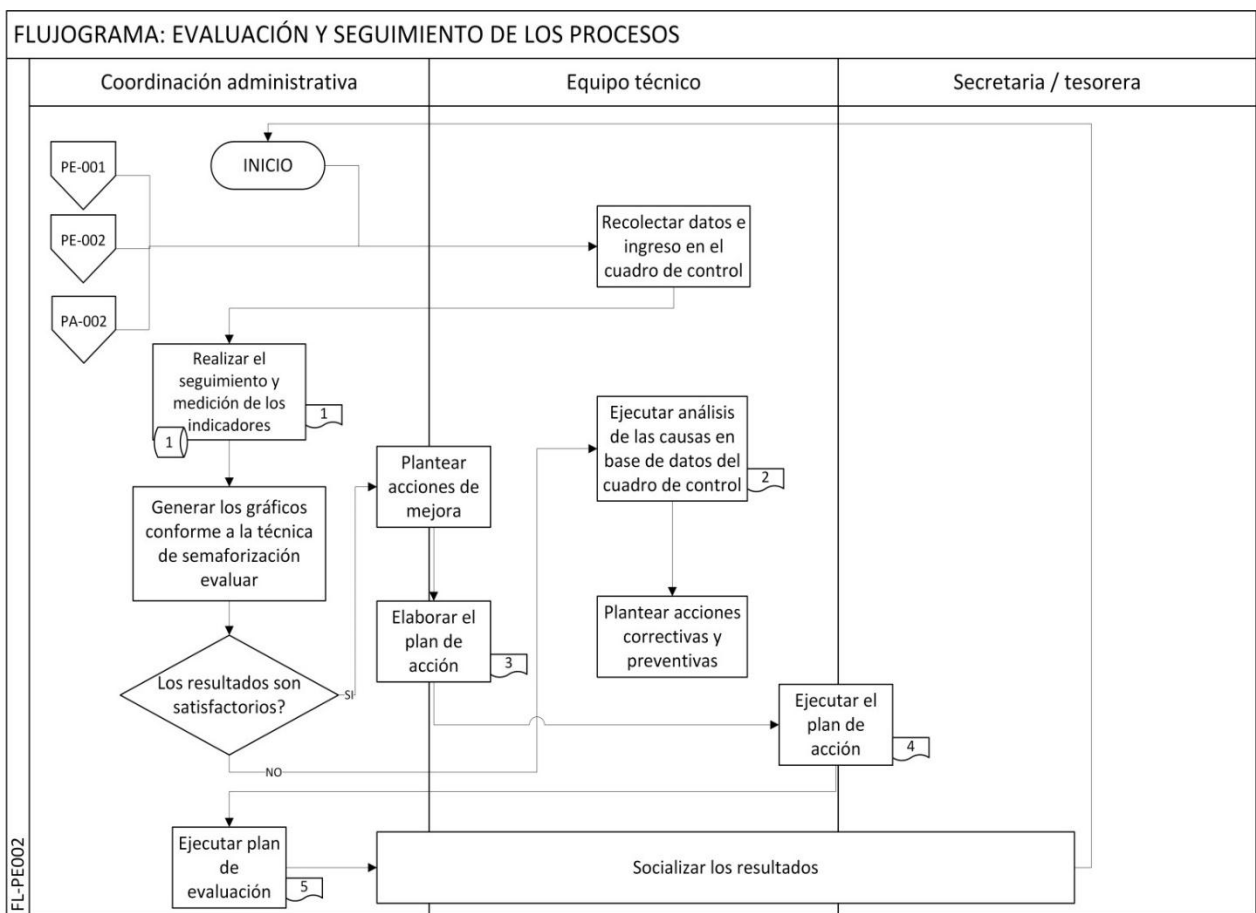 FLUJOGRAMA: EVALUACIÓN Y SEGUIMIENTO DE LOS PROCESOS
Coordinación administrativa
Equipo técnico
Secretaria / tesorera
PE-001
INICIO
PE-002
Recolectar datos e
ingreso en el
cuadro de control
PA-002
Realizar el
seguimiento y
medición de los
indicadores
1
1
Ejecutar análisis
de las causas en
base de datos del
cuadro de control
2
Plantear
acciones de
mejora
Generar los gráficos
conforme a la técnica
de semaforización
evaluar
Elaborar el
plan de
acción
3
Plantear acciones
correctivas y
preventivas
Los resultados son
satisfactorios?
SI
NO
Ejecutar el
plan de
acción
4
Ejecutar plan
de
evaluación
5
Socializar los resultados
FL-PE002